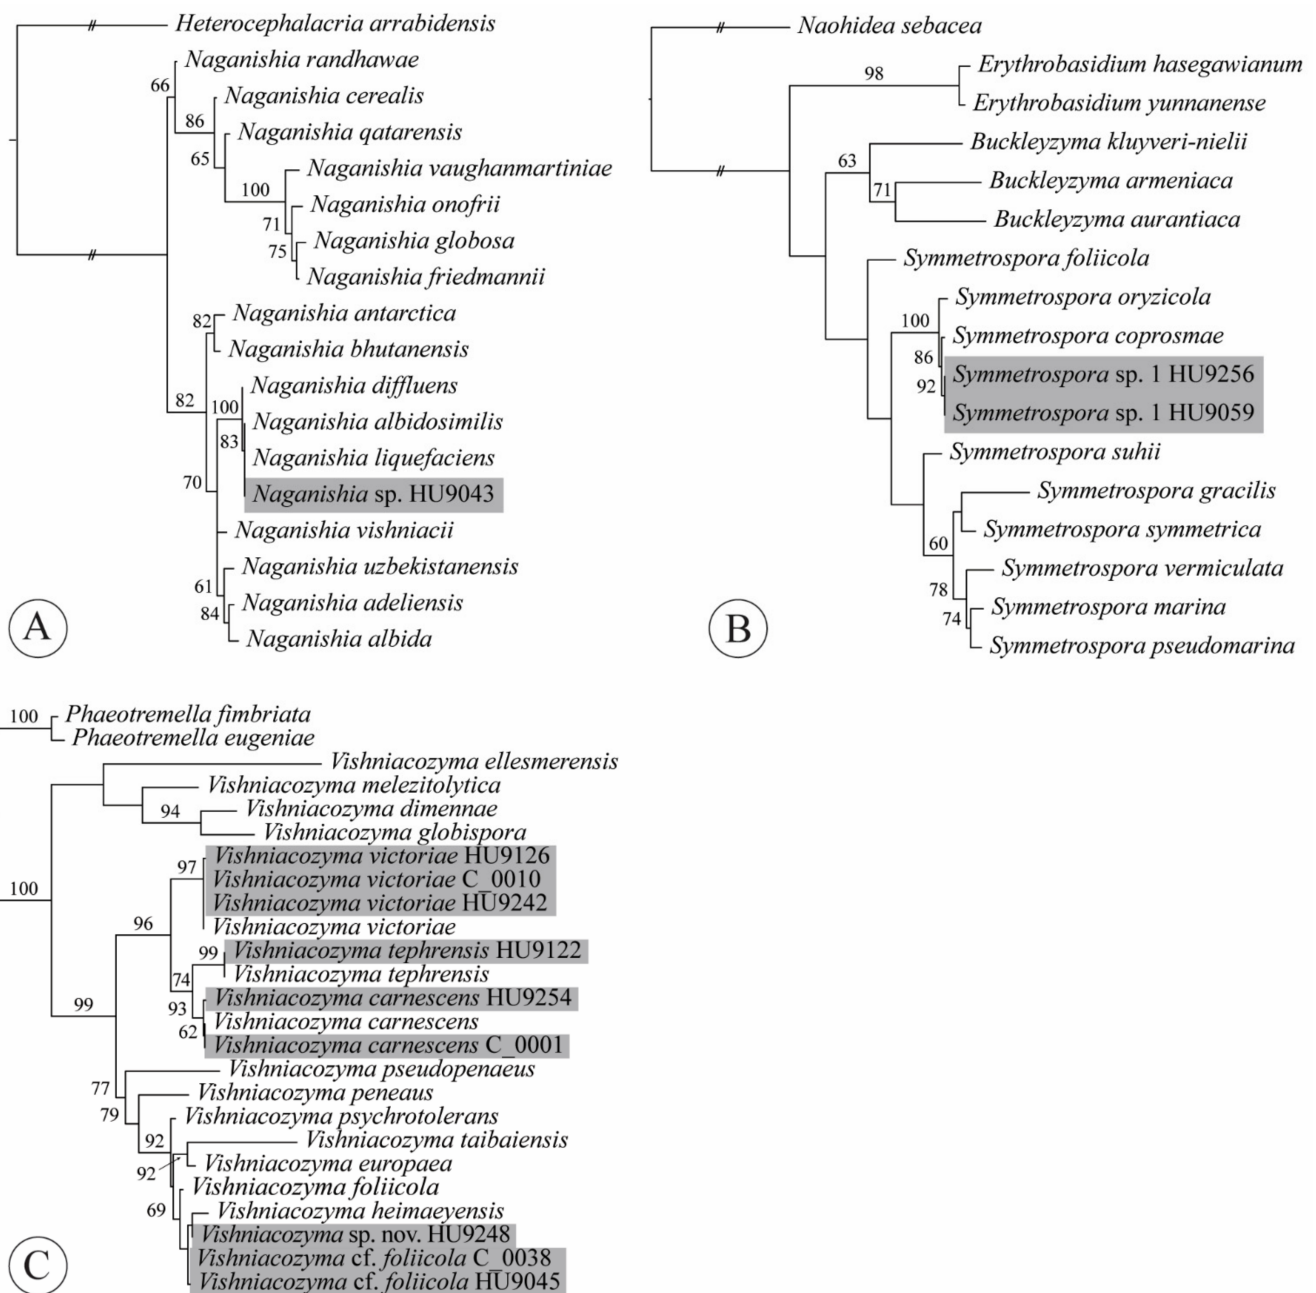 Heterocephalacria arrabidensis
Naganishia randhawae
66
Naganishia cerealis
86
Naganishia qatarensis
65
Naganishia vaughanmartiniae
100
Naganishia onofrii
71
Naganishia globosa
75
Naganishia friedmannii
Naganishia antarctica
82
Naganishia bhutanensis
Naganishia diffluens
82
100
Naganishia albidosimilis
83
Naganishia liquefaciens
70
Naganishia sp. HU9043
Naganishia vishniacii
Naganishia uzbekistanensis
61
Naganishia adeliensis
84
Naganishia albida
A
Naohidea sebacea
Erythrobasidium hasegawianum
98
Erythrobasidium yunnanense
Buckleyzyma kluyveri-nielii
63
Buckleyzyma armeniaca
71
Buckleyzyma aurantiaca
Symmetrospora foliicola
Symmetrospora oryzicola
100
Symmetrospora coprosmae
86
Symmetrospora sp. 1 HU9256
92
Symmetrospora sp. 1 HU9059
Symmetrospora suhii
Symmetrospora gracilis
Symmetrospora symmetrica
60
Symmetrospora vermiculata
78
Symmetrospora marina
74
Symmetrospora pseudomarina
B
100
Phaeotremella fimbriata
Phaeotremella eugeniae
Vishniacozyma ellesmerensis
Vishniacozyma melezitolytica
94
Vishniacozyma dimennae
Vishniacozyma globispora
Vishniacozyma victoriae HU9126
97
Vishniacozyma victoriae C_0010
100
Vishniacozyma victoriae HU9242
96
Vishniacozyma victoriae
99
Vishniacozyma tephrensis HU9122
74
Vishniacozyma tephrensis
99
Vishniacozyma carnescens HU9254
93
Vishniacozyma carnescens
62
Vishniacozyma carnescens C_0001
Vishniacozyma pseudopenaeus
77
Vishniacozyma peneaus
79
Vishniacozyma psychrotolerans
92
Vishniacozyma taibaiensis
92
Vishniacozyma europaea
Vishniacozyma foliicola
69
Vishniacozyma heimaeyensis
Vishniacozyma sp. nov. HU9248
Vishniacozyma cf. foliicola C_0038
Vishniacozyma cf. foliicola HU9045
C